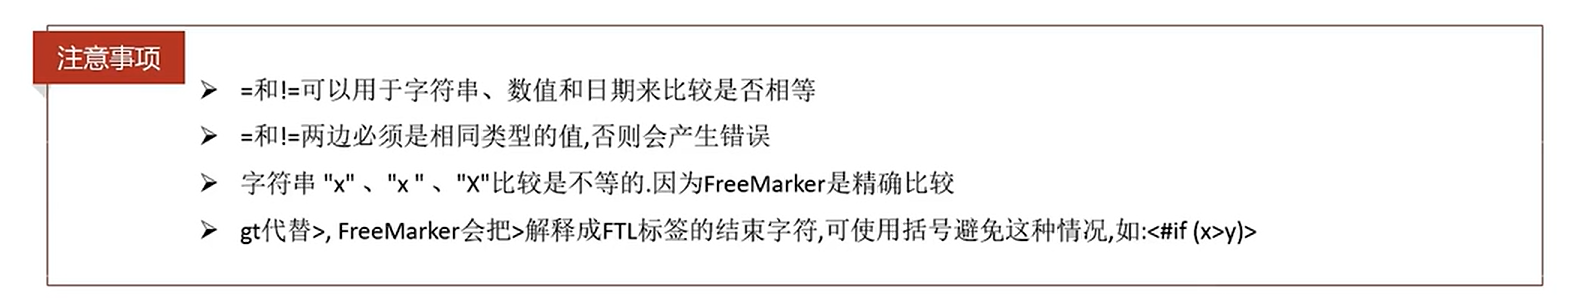 注意事项
➢ =和!=可以用于字符串、数值和日期来比较是否相等
➢ =和!=两边必须是相同类型的值,否则会产生错误
➢ 字符串 "x" 、"x " 、"X"比较是不等的.因为FreeMarker是精确比较
➢ gt代替>, FreeMarker会把>解释成FTL标签的结束字符,可使用括号避免这种情况,如:<#if (x>y)>